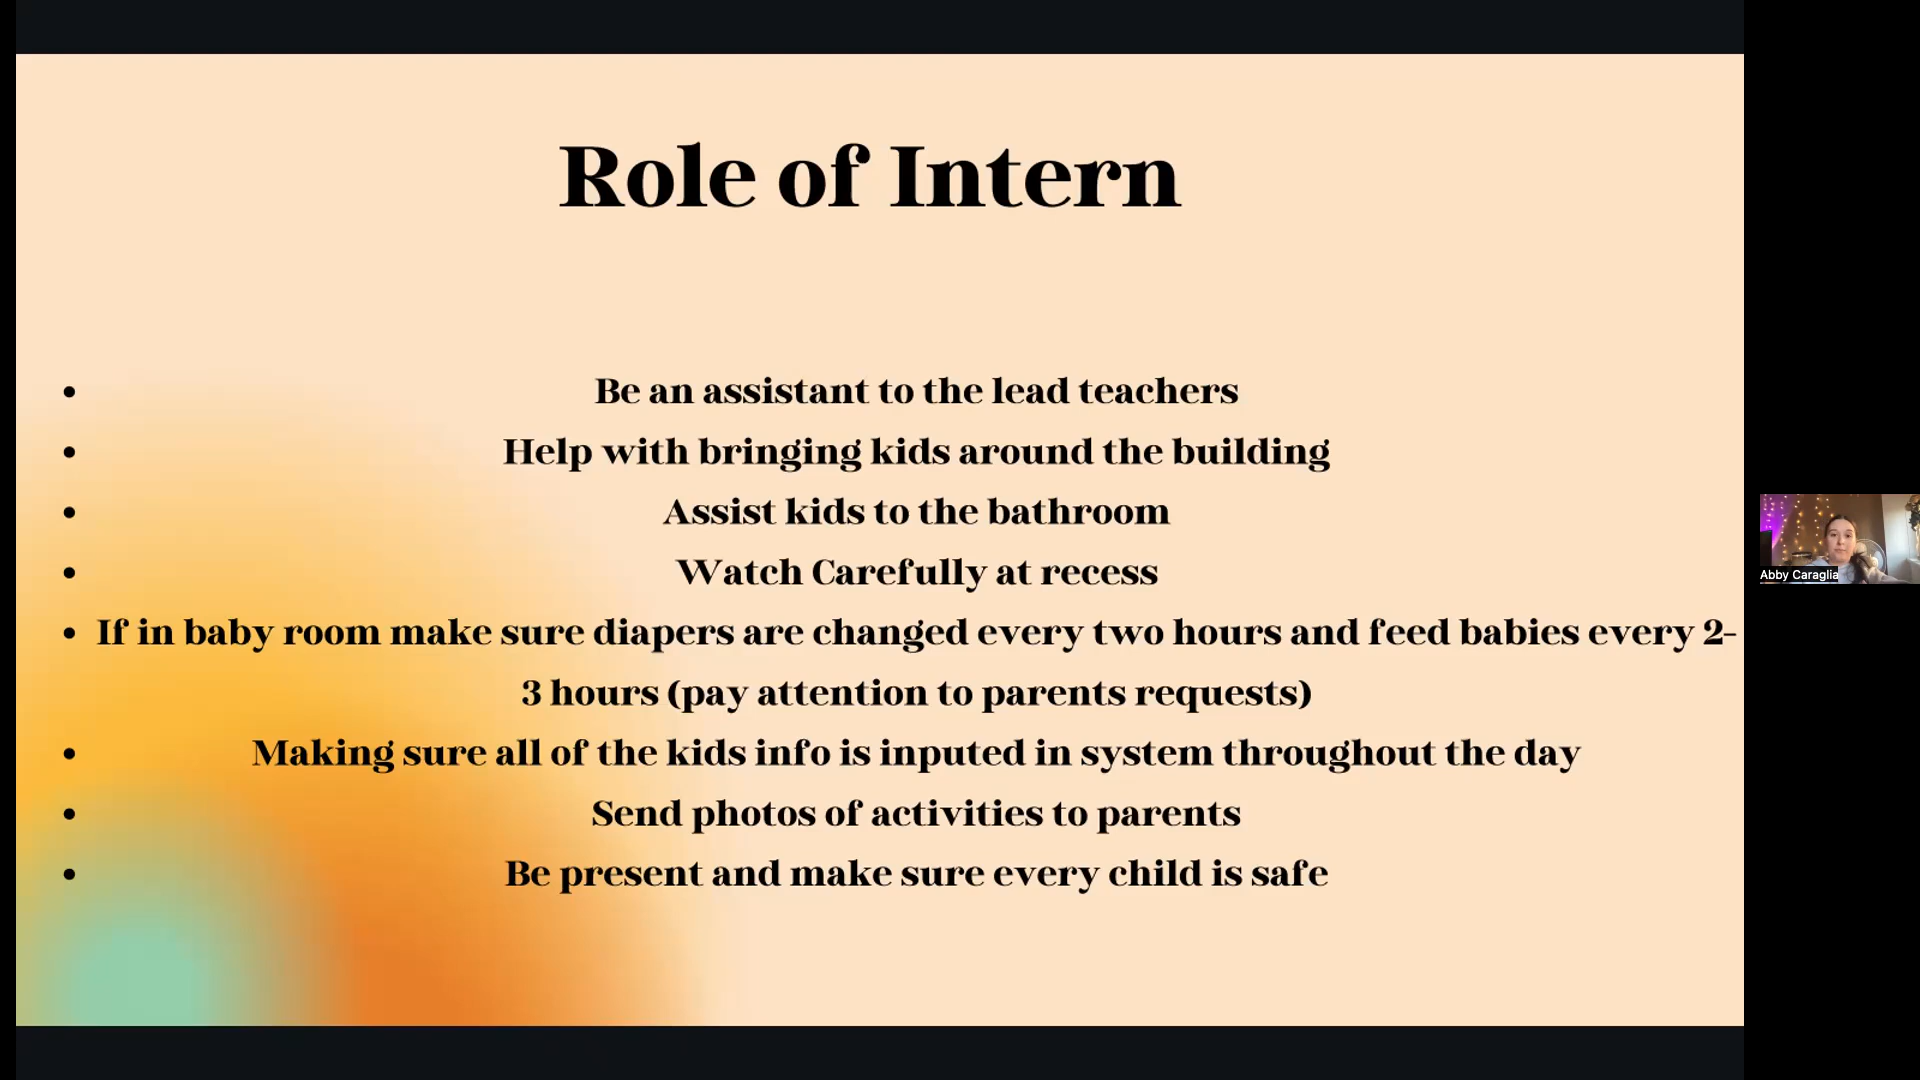 Role of Intern
• Be an assistant to the lead teachers
• Help with bringing kids around the building
• Assist kids to the bathroom
• Watch Carefully at recess
• If in baby room make sure diapers are changed every two hours and feed babies every 2-
3 hours (pay attention to parents requests)
• Making sure all of the kids info is inputed in system throughout the day
• Send photos of activities to parents
• Be present and make sure every child is safe
Abby Caraglia